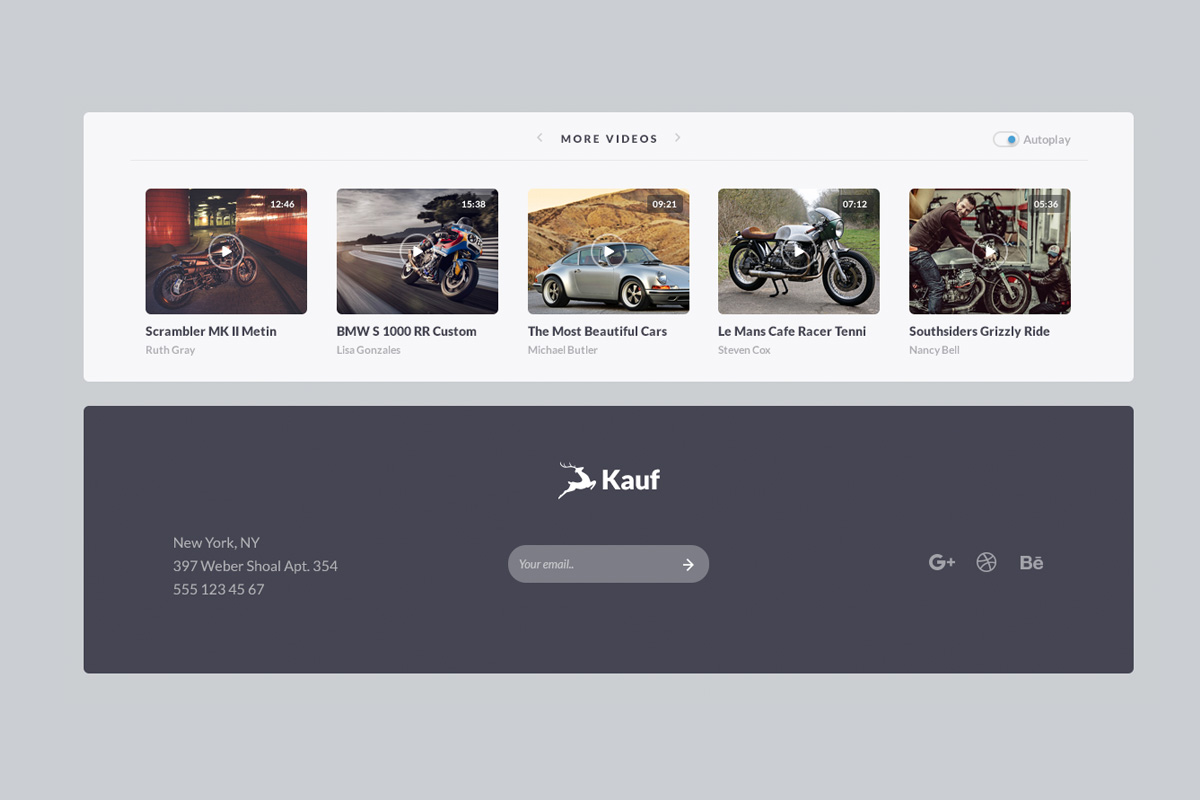 MORE VIDEOS
Autoplay
12:46
15:38
09:21
07:12
05:36
Scrambler MK II Metin
BMW S 1000 RR Custom
The Most Beautiful Cars
Le Mans Cafe Racer Tenni
Southsiders Grizzly Ride
Ruth Gray
Lisa Gonzales
Michael Butler
Steven Cox
Nancy Bell
Kauf
New York, NY
397 Weber Shoal Apt. 354
555 123 45 67
Your email..
G+
Bē